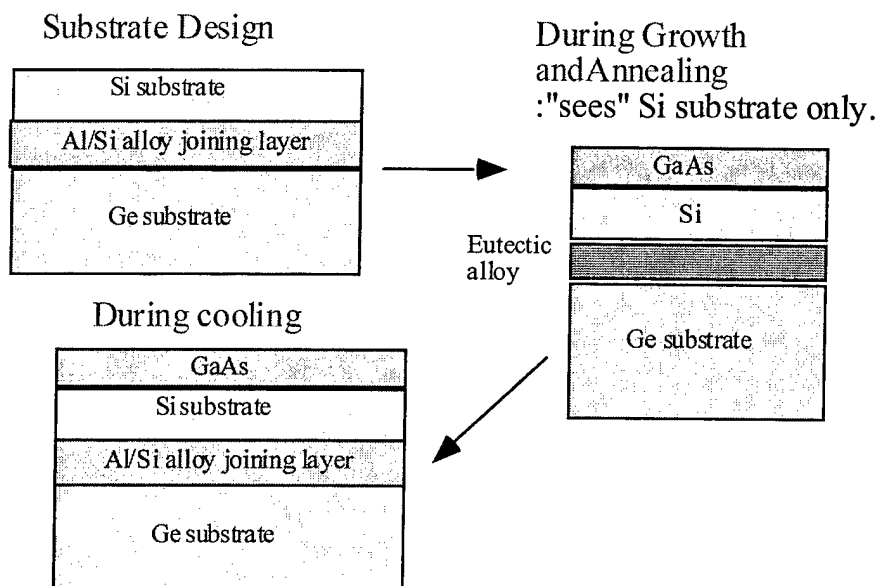 Substrate Design
Si substrate
Al/Si alloy joining layer
Ge substrate
During Growth
andAnnealing
:"sees" Si substrate only.
GaAs
Si
Eutectic
alloy
Ge substrate
During cooling
GaAs
Si substrate
Al/Si alloy joining layer
Ge substrate